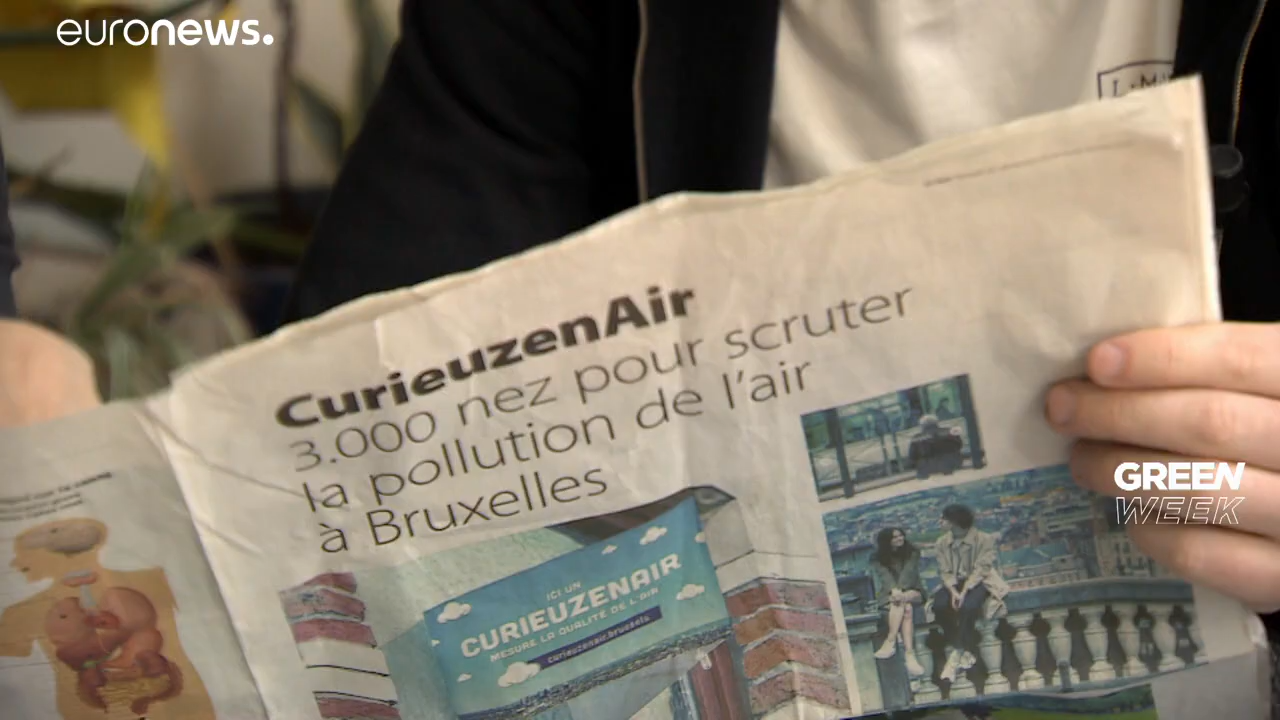 euronews.
L·M
CurieuzenAir
3.000 nez pour scruter
la pollution de l'air
à Bruxelles
ICI UN
CURIEUZENAIR
MESURE LA QUALITÉ DE L'AIR
curieuzenair.brussels
GREEN
WEEK